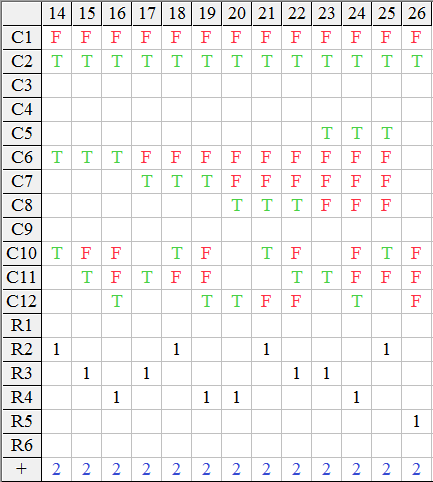 14 15 16 17 18 19 20 21 22 23 24 25 26
C1 F F F F F F F F F F F F F
C2 T T T T T T T T T T T T T
C3
C4
C5 T T T
C6 T T T F F F F F F F F F
C7 T T T F F F F F F
C8 T T T F F F
C9
C10 T F F T F T F F T F
C11 T F T F F T T F F F
C12 T T T F F T F
R1
R2 1 1 1 1
R3 1 1 1 1
R4 1 1 1 1
R5 1
R6
+ 2 2 2 2 2 2 2 2 2 2 2 2 2